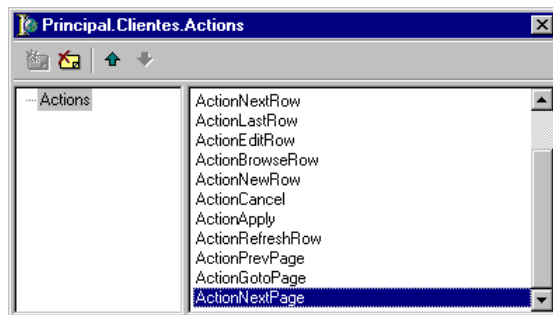 Principal.Clientes.Actions
Actions
ActionNextRow
ActionLastRow
ActionEditRow
ActionBrowseRow
ActionNewRow
ActionCancel
ActionApply
ActionRefreshRow
ActionPrevPage
ActionGotoPage
ActionNextPage